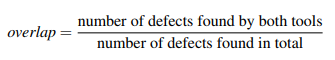 overlap = number of defects found by both tools
number of defects found in total